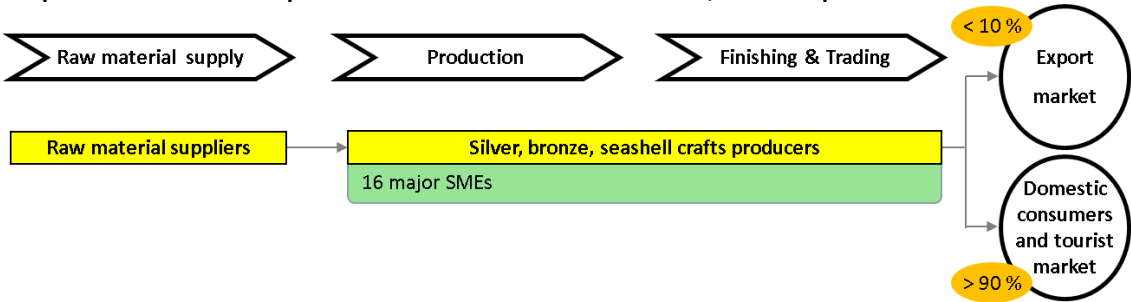 Raw material supply
Production
Finishing & Trading
< 10 %
Export
market
Raw material suppliers
Silver, bronze, seashell crafts producers
16 major SMEs
Domestic
consumers
and tourist
market
> 90 %